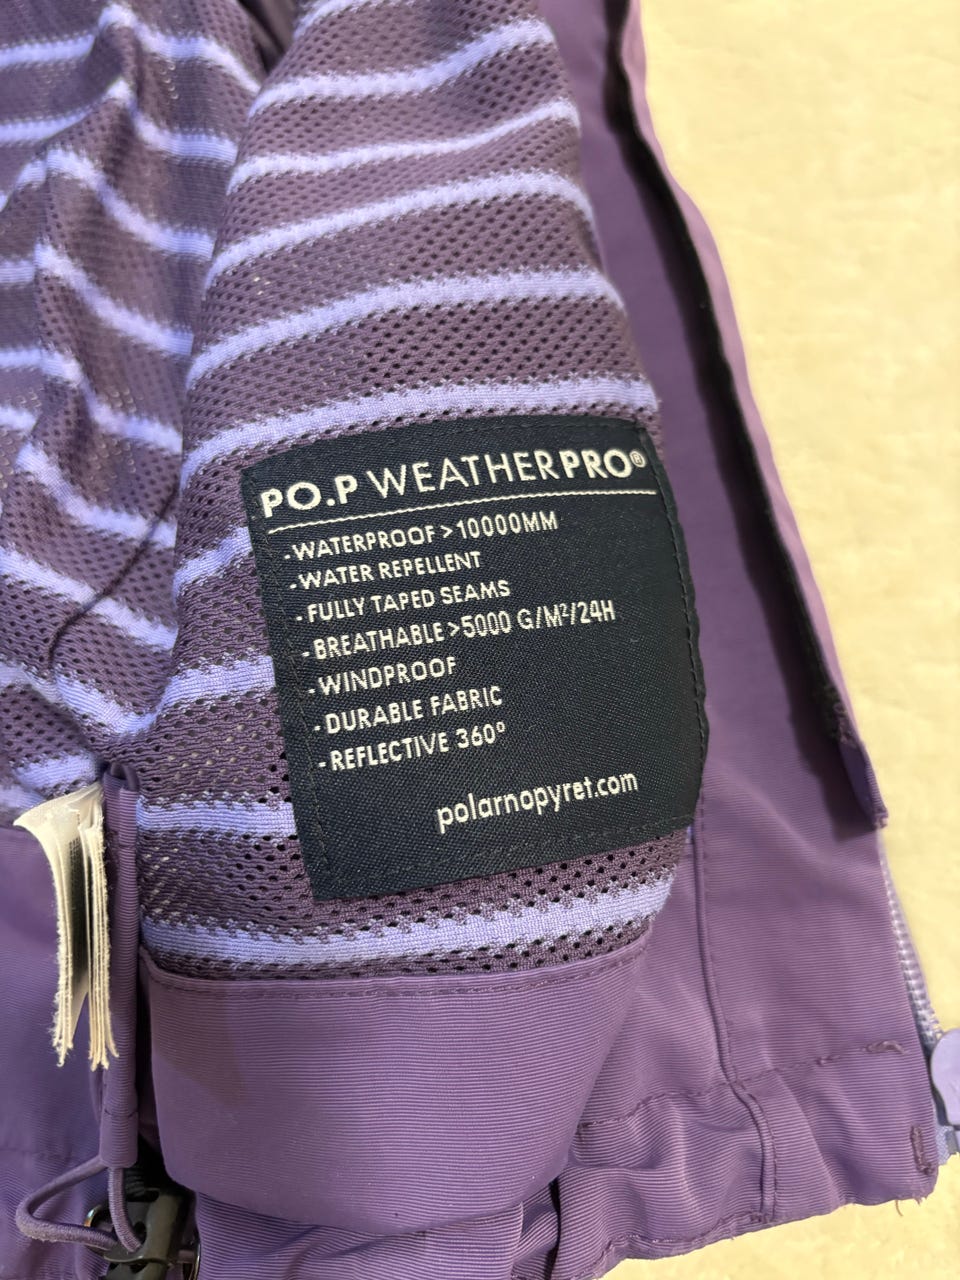 PO.P WEATHERPRO®
- WATERPROOF > 10000MM
- WATER REPELLENT
- FULLY TAPED SEAMS
- BREATHABLE >5000 G/M²/24H
- WINDPROOF
- DURABLE FABRIC
- REFLECTIVE 360°
polarnopyret.com